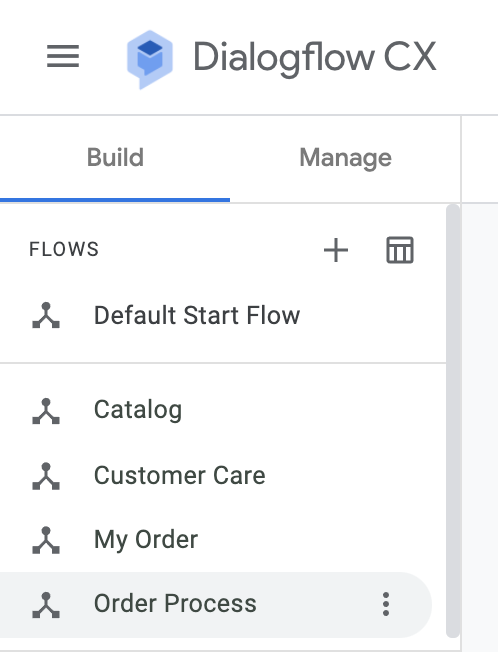 Dialogflow CX
Build Manage
FLOWS
Default Start Flow
Catalog
Customer Care
My Order
Order Process